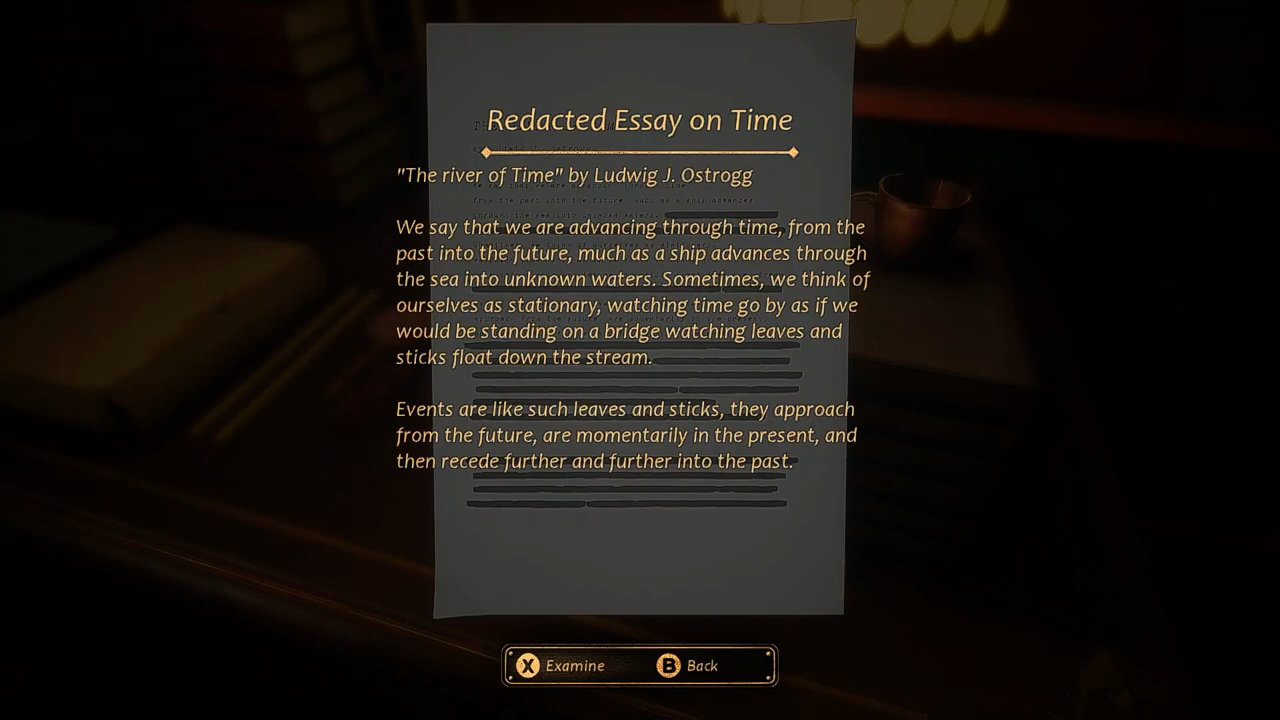 Redacted Essay on Time
"The river of Time" by Ludwig J. Ostrogg
We say that we are advancing through time, from the
past into the future, much as a ship advances through
the sea into unknown waters. Sometimes, we think of
ourselves as stationary, watching time go by as if we
would be standing on a bridge watching leaves and
sticks float down the stream.
Events are like such leaves and sticks, they approach
from the future, are momentarily in the present, and
then recede further and further into the past.
X Examine B Back